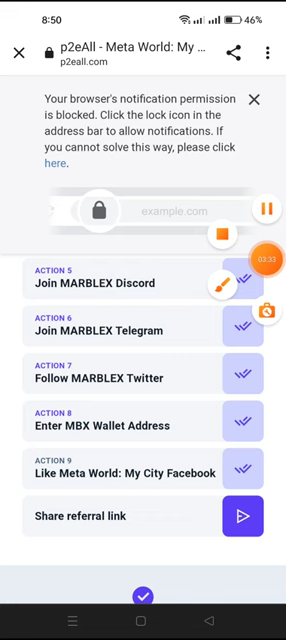 8:50
46%
p2eAll - Meta World: My ...
p2eall.com
Your browser's notification permission
is blocked. Click the lock icon in the
address bar to allow notifications. If
you cannot solve this way, please click
here.
example.com
03:33
ACTION 5
Join MARBLEX Discord
ACTION 6
Join MARBLEX Telegram
ACTION 7
Follow MARBLEX Twitter
ACTION 8
Enter MBX Wallet Address
ACTION 9
Like Meta World: My City Facebook
Share referral link